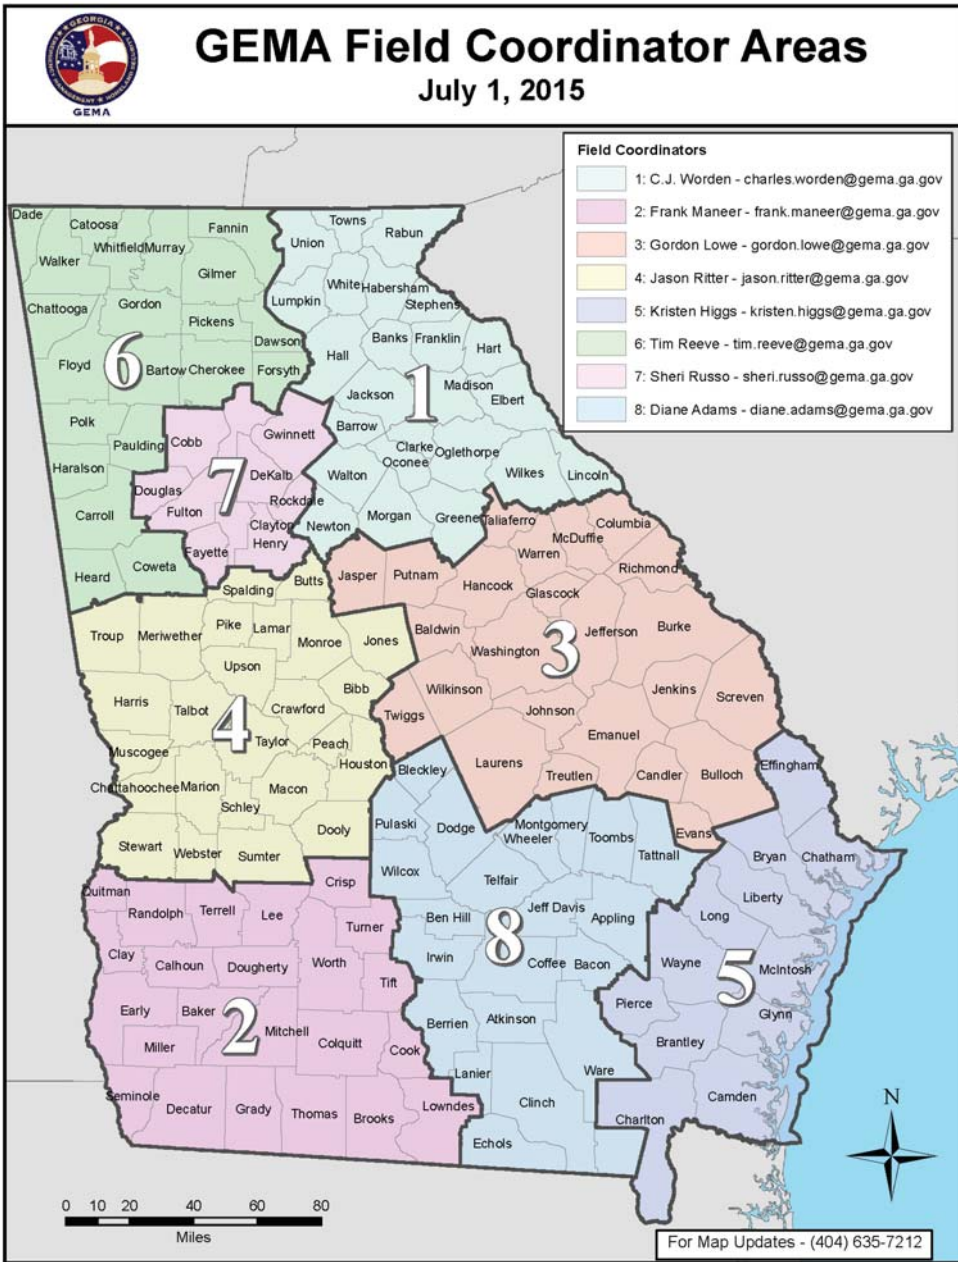 GEORGIA
EMERGENCY MANAGEMENT ★ HOMELAND SECURITY
GEMA
GEMA Field Coordinator Areas
July 1, 2015
Field Coordinators
1: C.J. Worden - charles.worden@gema.ga.gov
2: Frank Maneer - frank.maneer@gema.ga.gov
3: Gordon Lowe - gordon.lowe@gema.ga.gov
4: Jason Ritter - jason.ritter@gema.ga.gov
5: Kristen Higgs - kristen.higgs@gema.ga.gov
6: Tim Reeve - tim.reeve@gema.ga.gov
7: Sheri Russo - sheri.russo@gema.ga.gov
8: Diane Adams - diane.adams@gema.ga.gov
Dade
Catoosa
Fannin
Towns
Rabun
Union
Whitfield
Murray
Walker
Gilmer
White
Habersham
Lumpkin
Stephens
Chattooga
Gordon
Pickens
Dawson
Banks
Franklin
Hart
Hall
Floyd
6
Bartow
Cherokee
Forsyth
Madison
Elbert
Jackson
1
Polk
Paulding
Cobb
Gwinnett
Barrow
Clarke
Oconee
Oglethorpe
Haralson
7
DeKalb
Walton
Wilkes
Lincoln
Douglas
Rockdale
Carroll
Fulton
Clayton
Newton
Morgan
Greene
Taliaferro
Columbia
McDuffie
Fayette
Henry
Warren
Heard
Coweta
Spalding
Butts
Jasper
Putnam
Hancock
Glascock
Richmond
Troup
Meriwether
Pike
Lamar
Monroe
Jones
Baldwin
Washington
Jefferson
Burke
3
Upson
Harris
Talbot
Crawford
Bibb
Wilkinson
Jenkins
Screven
4
Taylor
Peach
Twiggs
Johnson
Emanuel
Muscogee
Houston
Laurens
Treutlen
Candler
Bulloch
Effingham
Bleckley
Chattahoochee
Marion
Macon
Schley
Dooly
Pulaski
Dodge
Montgomery
Wheeler
Toombs
Evans
Tattnall
Stewart
Webster
Sumter
Wilcox
Telfair
Bryan
Chatham
Quitman
Crisp
Liberty
Randolph
Terrell
Lee
Turner
Ben Hill
Jeff Davis
Appling
Long
8
Clay
Calhoun
Dougherty
Worth
Irwin
Coffee
Bacon
Wayne
5
McIntosh
Tift
Early
Baker
2
Mitchell
Colquitt
Berrien
Atkinson
Pierce
Glynn
Miller
Cook
Brantley
Lanier
Ware
Seminole
Decatur
Grady
Thomas
Brooks
Lowndes
Clinch
Charlton
Camden
Echols
N
0 10 20 40 60 80
Miles
For Map Updates - (404) 635-7212